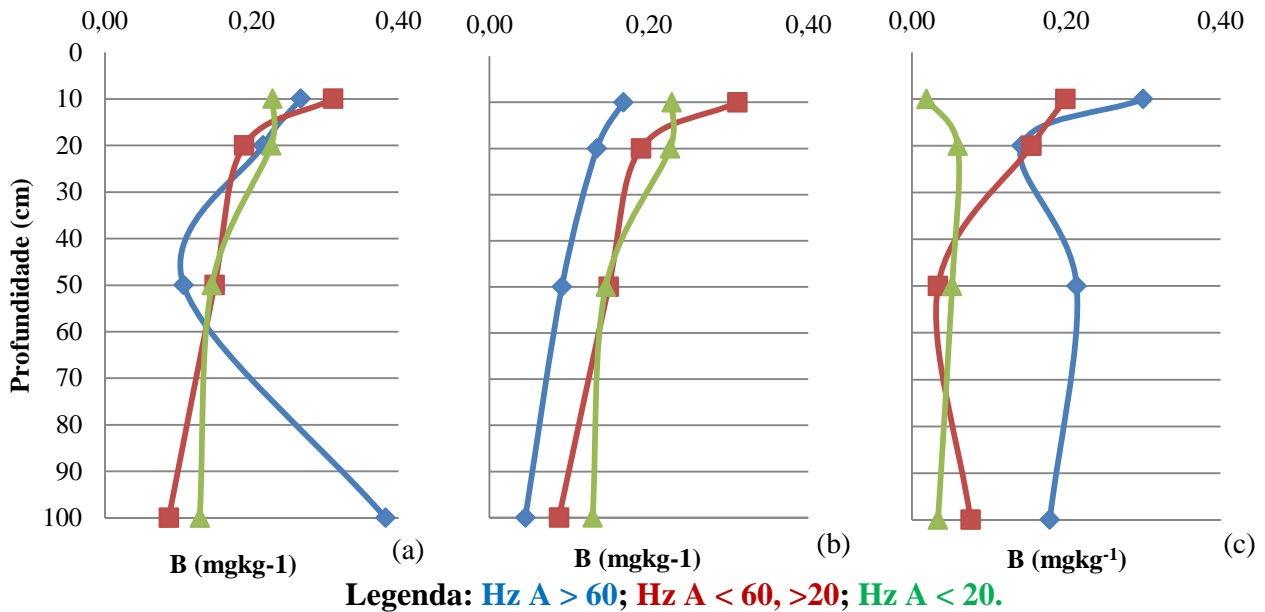 0,00 0,20 0,40
0,00 0,20 0,40
0,00 0,20 0,40
Profundidade (cm)
0
10
20
30
40
50
60
70
80
90
100
B (mgkg-1)
(a)
B (mgkg-1)
(b)
B (mgkg⁻¹)
(c)
Legenda: Hz A > 60; Hz A < 60, >20; Hz A < 20.